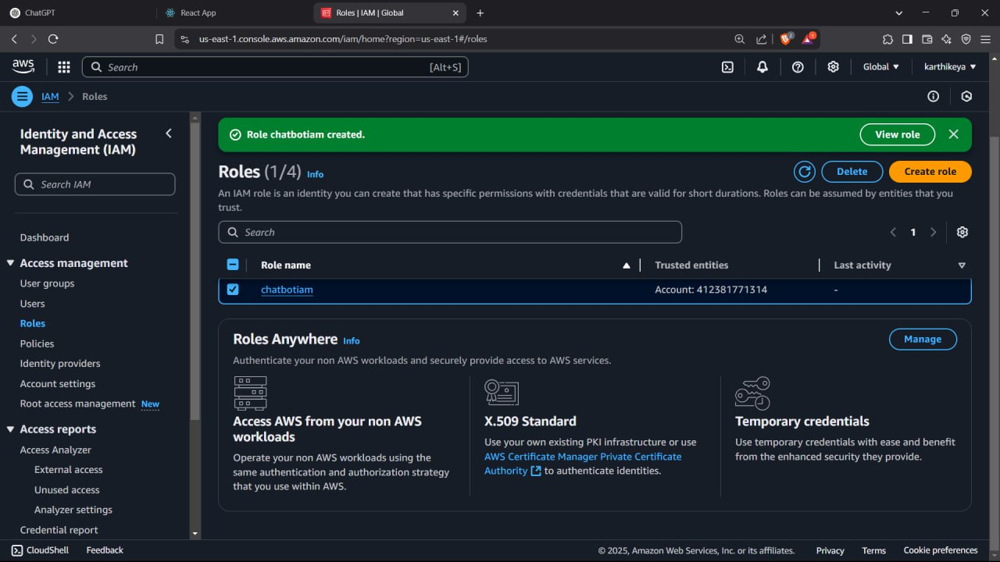 ChatGPT
React App
Roles | IAM | Global
us-east-1.console.aws.amazon.com/iam/home?region=us-east-1#/roles
2
1
aws
Search
[Alt+S]
Global
karthikeya
IAM
Roles
Identity and Access
Management (IAM)
Search IAM
Dashboard
Access management
User groups
Users
Roles
Policies
Identity providers
Account settings
Root access management New
Access reports
Access Analyzer
External access
Unused access
Analyzer settings
Credential report
Role chatbotiam created.
View role
Roles (1/4) Info
Delete
Create role
An IAM role is an identity you can create that has specific permissions with credentials that are valid for short durations. Roles can be assumed by entities that you
trust.
Search
1
Role name
Trusted entities
Last activity
chatbotiam
Account: 412381771314
-
Roles Anywhere Info
Manage
Authenticate your non AWS workloads and securely provide access to AWS services.
Access AWS from your non AWS
workloads
Operate your non AWS workloads using the
same authentication and authorization strategy
that you use within AWS.
X.509 Standard
Use your own existing PKI infrastructure or use
AWS Certificate Manager Private Certificate
Authority to authenticate identities.
Temporary credentials
Use temporary credentials with ease and benefit
from the enhanced security they provide.
CloudShell
Feedback
© 2025, Amazon Web Services, Inc. or its affiliates.
Privacy
Terms
Cookie preferences